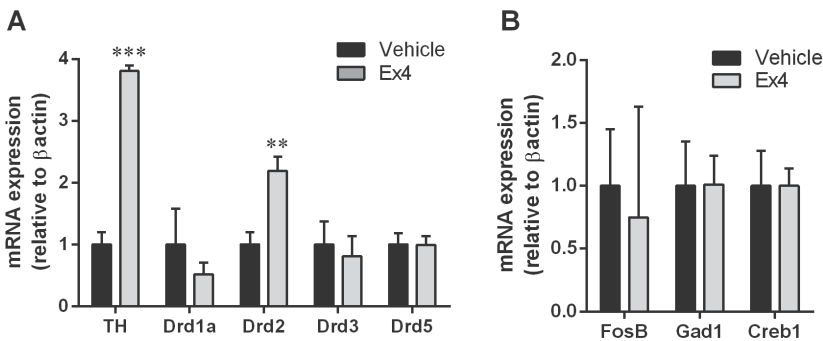 A
mRNA expression
(relative to βactin)
4
3
2
1
0
***
**
Vehicle
Ex4
TH Drd1a Drd2 Drd3 Drd5
B
mRNA expression
(relative to βactin)
2.0
1.5
1.0
0.5
0.0
Vehicle
Ex4
FosB Gad1 Creb1